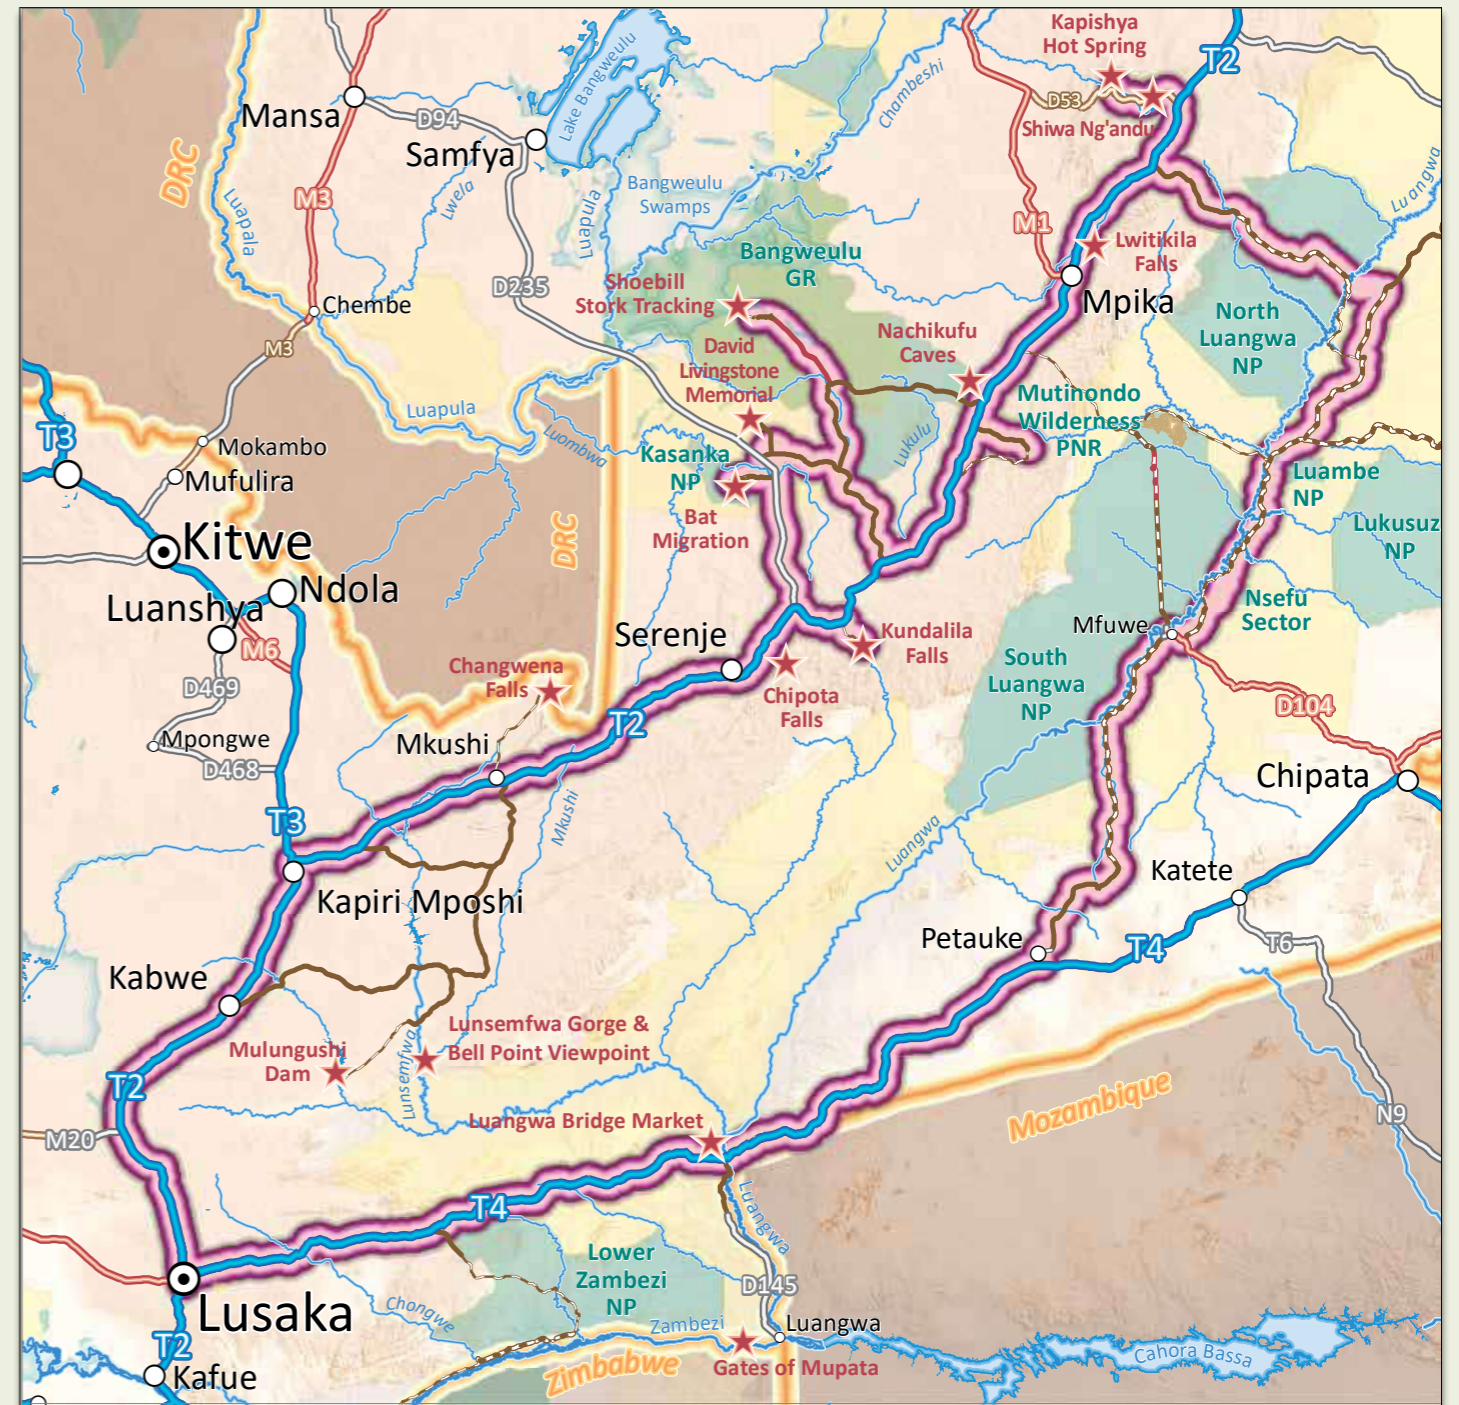 Kapishya
Hot Spring
T2
Mansa
D94
Samfya
Lake Bangweulu
Chambeshi
D53
Shiwa Ng'andu
DRC
Luapala
M3
Lwela
Luapula
Bangweulu
Swamps
Luangwa
M1
Lwitikila
Falls
Bangweulu
GR
Shoebill
Stork Tracking
D235
Chembe
Mpika
North
Luangwa
NP
M3
David
Livingstone
Memorial
Nachikufu
Caves
Mutinondo
Wilderness
PNR
Luapula
Luombwa
Lukulu
T3
Mokambo
Mufulira
Kasanka
NP
Bat
Migration
Luambe
NP
Lukusuz
NP
Kitwe
DRC
Ndola
Luanshya
M6
Nsefu
Sector
Mfuwe
Serenje
Kundalila
Falls
South
Luangwa
NP
Changwena
Falls
Chipota
Falls
D469
D104
Mpongwe
D468
Mkushi
T2
Chipata
T3
Mkushi
Luangwa
Katete
Kapiri Mposhi
Petauke
T4
T6
Kabwe
Lunsemfwa Gorge &
Bell Point Viewpoint
Mulungushi
Dam
Lunsemfwa
T2
Mozambique
N9
M20
Luangwa Bridge Market
T4
Luangwa
Lower
Zambezi
NP
D145
Lusaka
Chongwe
Zambezi
Luangwa
T2
Kafue
Zimbabwe
Gates of Mupata
Cahora Bassa